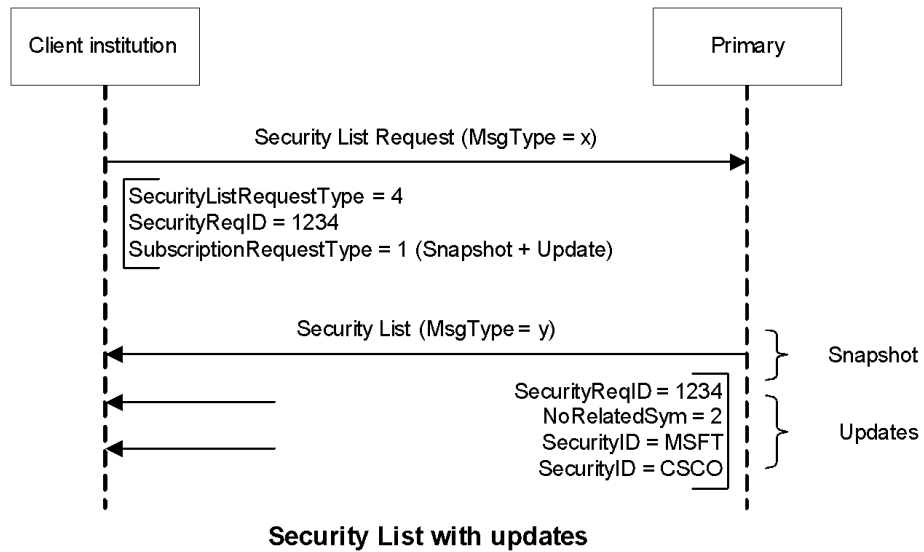 Client institution
Primary
Security List Request (MsgType = x)
SecurityListRequestType = 4
SecurityReqID = 1234
SubscriptionRequestType = 1 (Snapshot + Update)
Security List (MsgType = y)
Snapshot
SecurityReqID = 1234
NoRelatedSym = 2
SecurityID = MSFT
SecurityID = CSCO
Updates
Security List with updates